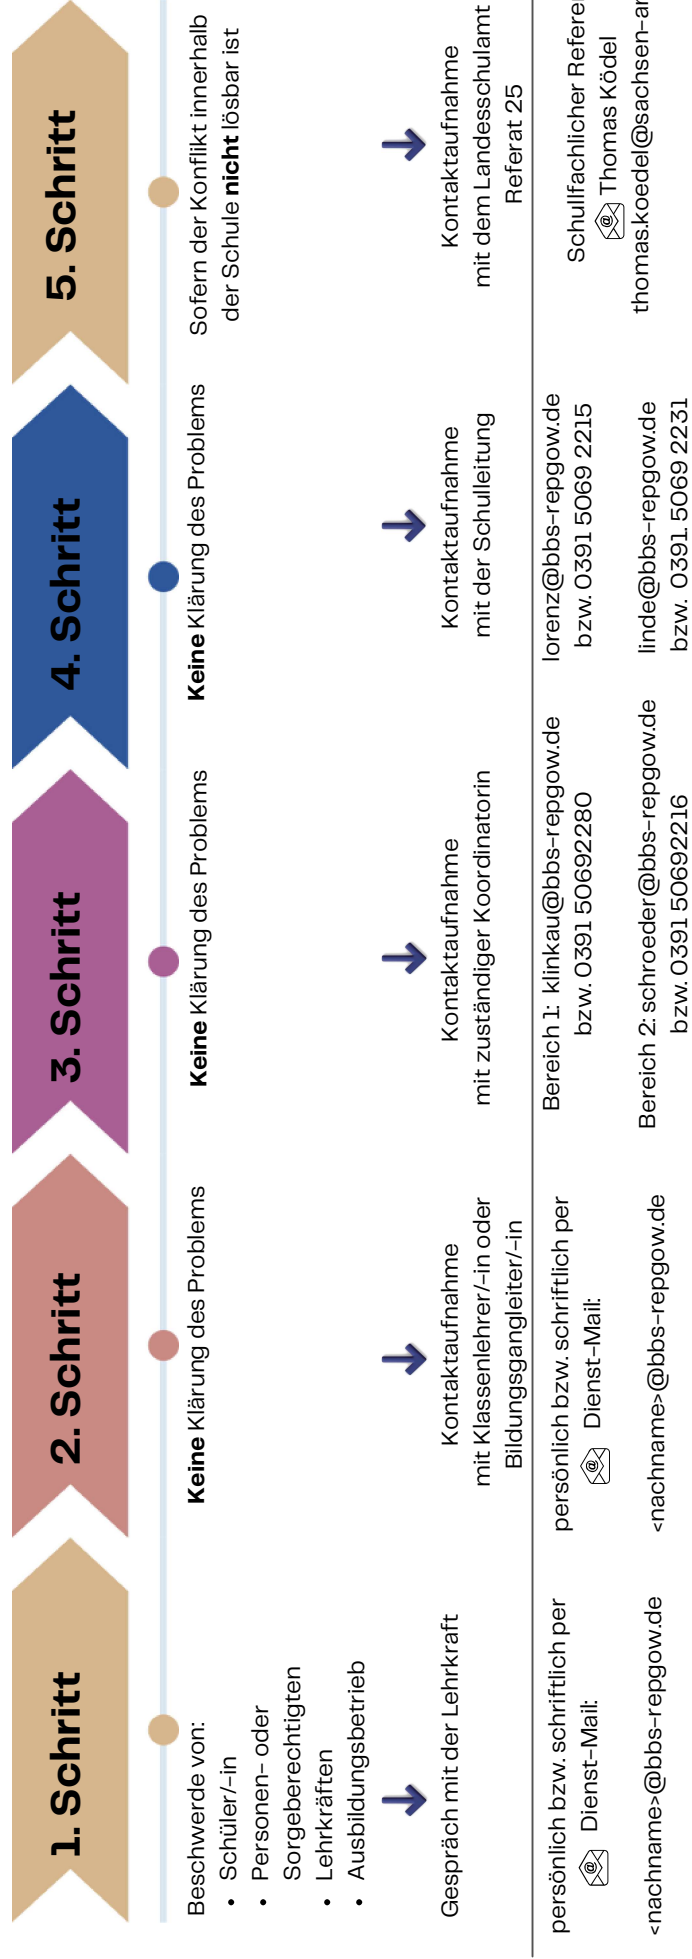 1. Schritt
Beschwerde von:
• Schüler/-in
• Personen- oder
Sorgeberechtigten
• Lehrkräften
• Ausbildungsbetrieb
Gespräch mit der Lehrkraft
persönlich bzw. schriftlich per
Dienst-Mail:
<nachname>@bbs-repgow.de
2. Schritt
Keine Klärung des Problems
Kontaktaufnahme
mit Klassenlehrer/-in oder
Bildungsgangleiter/-in
persönlich bzw. schriftlich per
Dienst-Mail:
<nachname>@bbs-repgow.de
3. Schritt
Keine Klärung des Problems
Kontaktaufnahme
mit zuständiger Koordinatorin
Bereich 1: klinkau@bbs-repgow.de
bzw. 0391 50692280
Bereich 2: schroeder@bbs-repgow.de
bzw. 0391 50692216
4. Schritt
Keine Klärung des Problems
Kontaktaufnahme
mit der Schulleitung
lorenz@bbs-repgow.de
bzw. 0391 5069 2215
linde@bbs-repgow.de
bzw. 0391 5069 2231
5. Schritt
Sofern der Konflikt innerhalb
der Schule nicht lösbar ist
Kontaktaufnahme
mit dem Landesschulamt
Referat 25
Schulfachlicher
Thomas Ködel